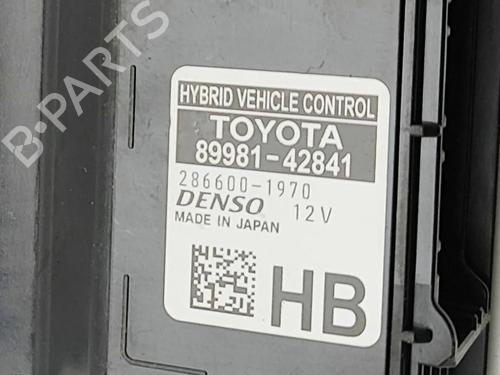 B-PARTS
HYBRID VEHICLE CONTROL
TOYOTA
89981-42841
286600-1970
DENSO 12V
MADE IN JAPAN
HB